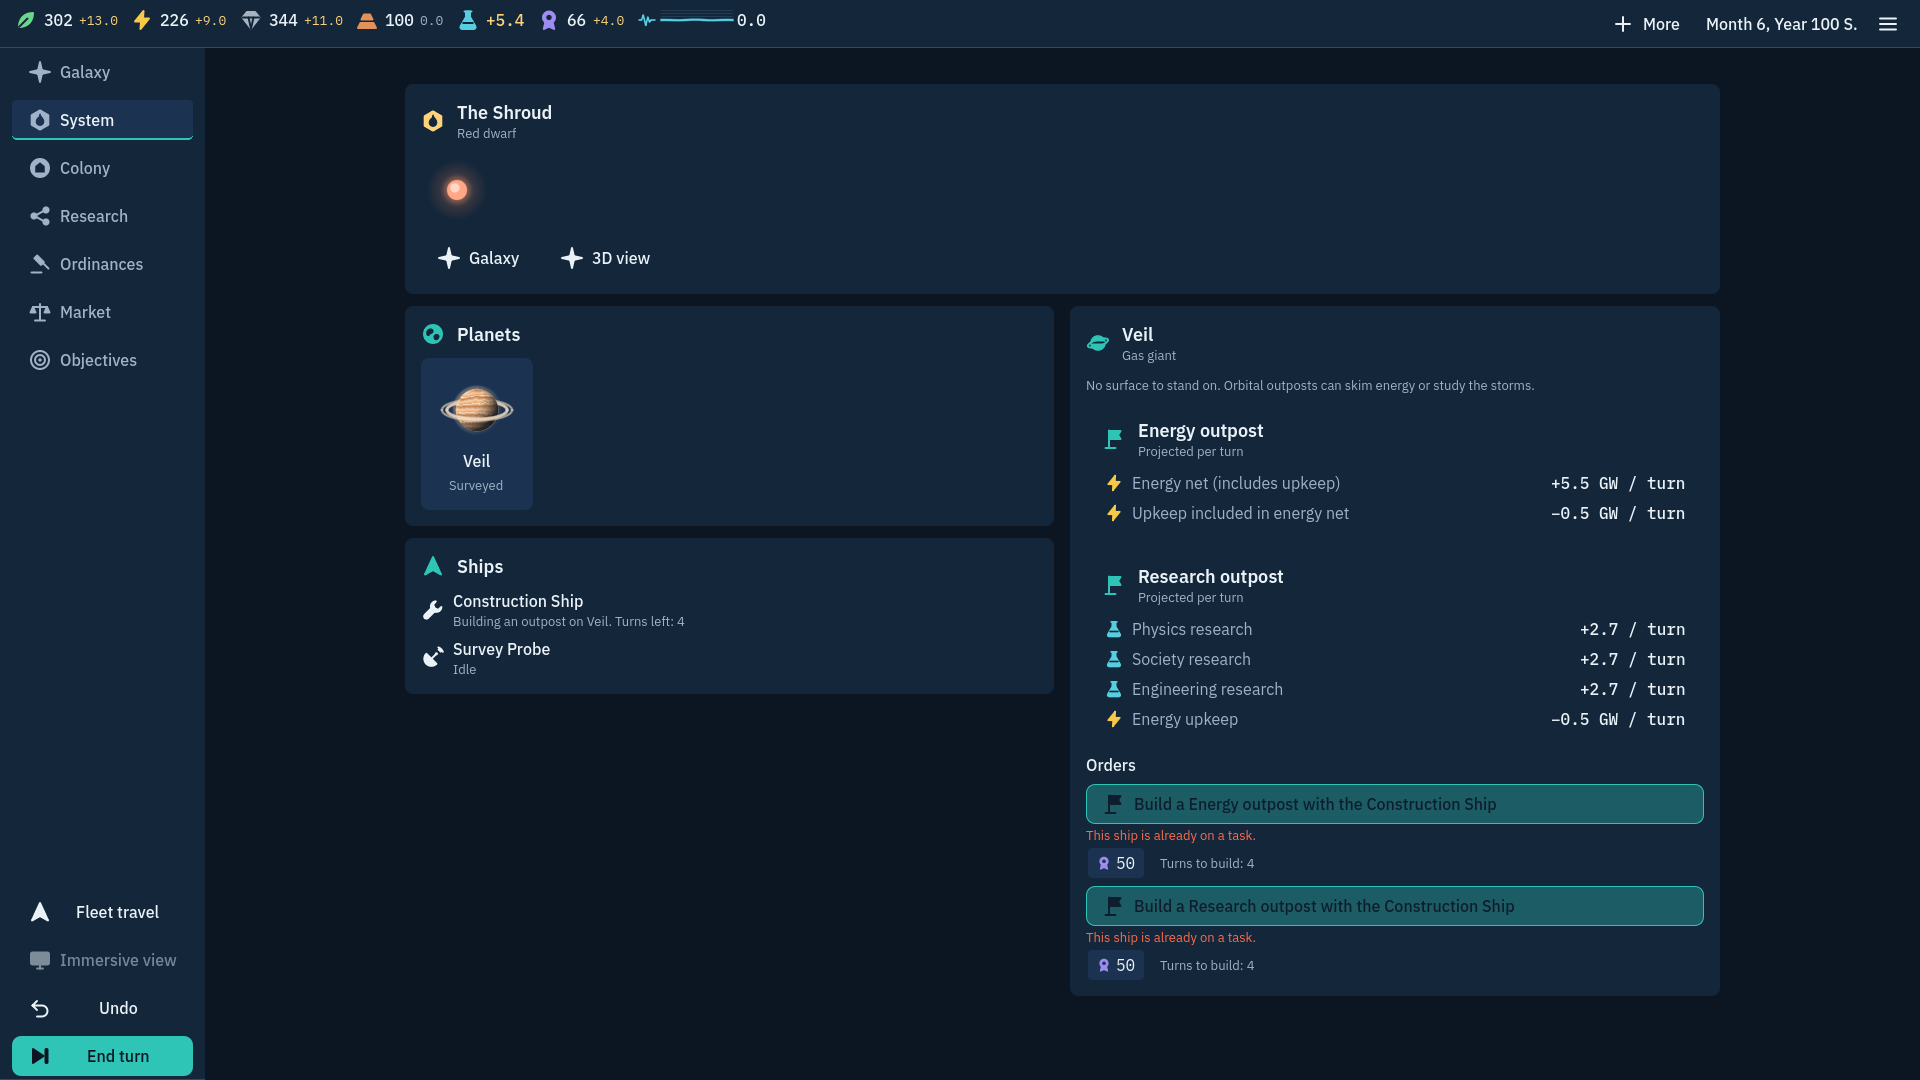 302 +13.0 226 +9.0 344 +11.0 100 0.0 +5.4 66 +4.0 0.0
More
Month 6, Year 100 S.
Galaxy
System
Colony
Research
Ordinances
Market
Objectives
Fleet travel
Immersive view
Undo
End turn
The Shroud
Red dwarf
Galaxy
3D view
Planets
Veil
Surveyed
Ships
Construction Ship
Building an outpost on Veil. Turns left: 4
Survey Probe
Idle
Veil
Gas giant
No surface to stand on. Orbital outposts can skim energy or study the storms.
Energy outpost
Projected per turn
Energy net (includes upkeep) +5.5 GW / turn
Upkeep included in energy net −0.5 GW / turn
Research outpost
Projected per turn
Physics research +2.7 / turn
Society research +2.7 / turn
Engineering research +2.7 / turn
Energy upkeep −0.5 GW / turn
Orders
Build a Energy outpost with the Construction Ship
This ship is already on a task.
50 Turns to build: 4
Build a Research outpost with the Construction Ship
This ship is already on a task.
50 Turns to build: 4